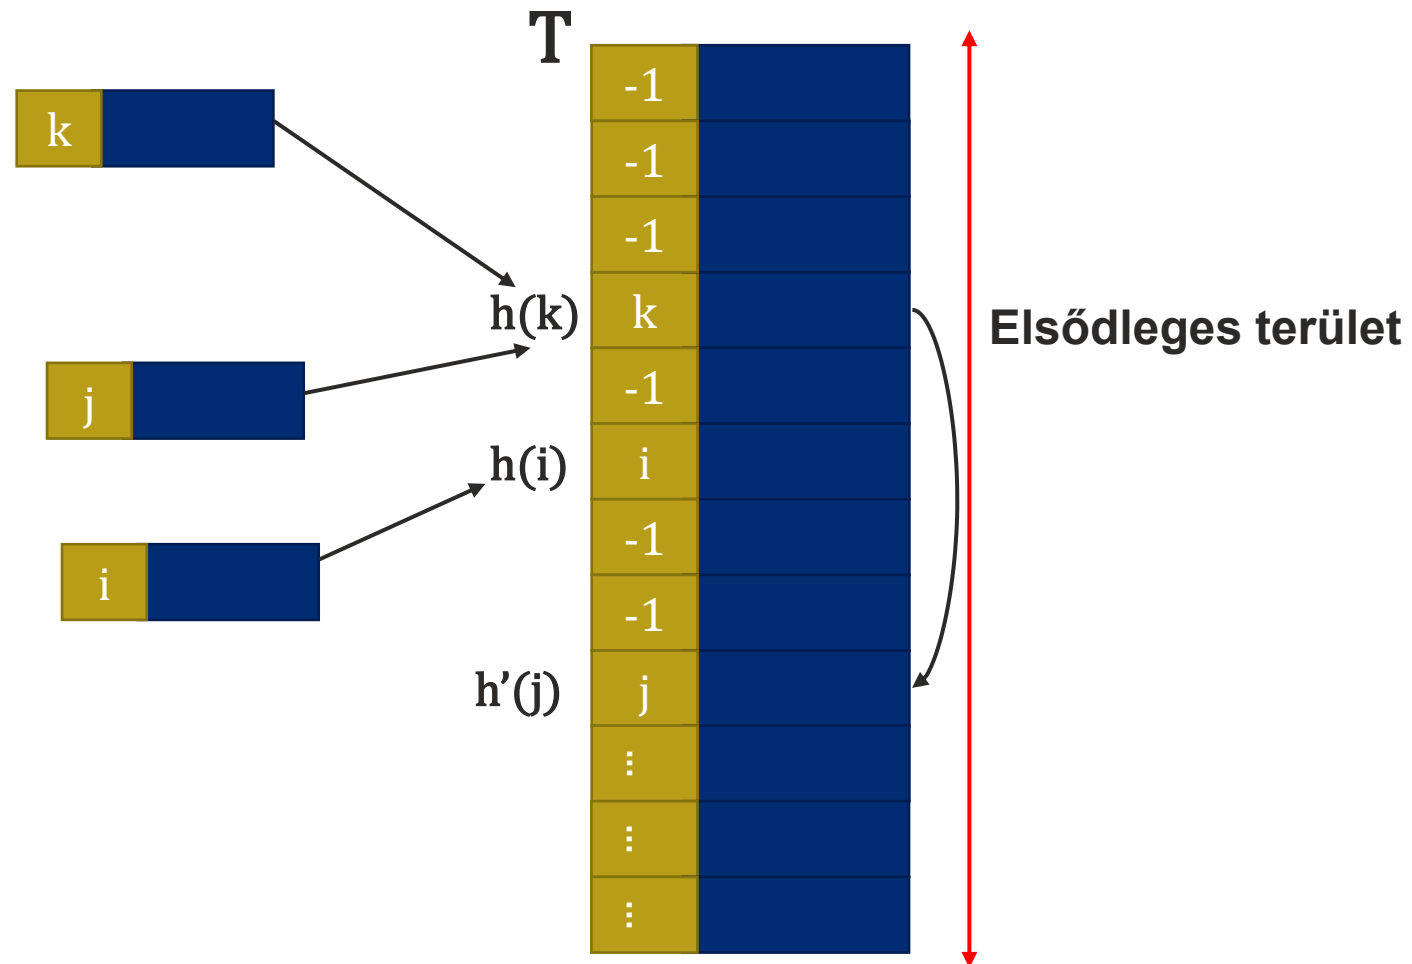 T
-1
k
-1
-1
h(k)
k
Elsődleges terület
j
-1
h(i)
i
-1
i
-1
h’(j)
j
⋮
⋮
⋮